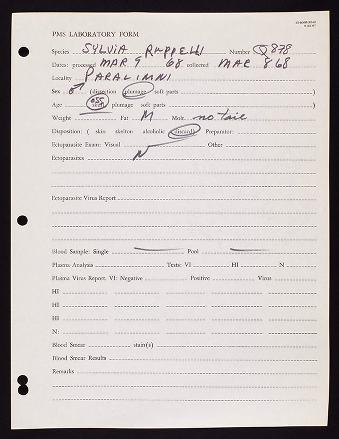 PMS LABORATORY FORM
Species SYLVIA RUPPELLI Number Q 878
Dates: processed MAR 9 68 collected MAR 8 68
Locality PARALIMNI
Sex ♂ (dissection plumage soft parts )
Age (skull plumage soft parts )
Weight Fat M Molt no tail
Disposition: ( skin skelton alcoholic discard) Preparator:
Ectoparasite Exam: Visual Other
Ectoparasites N
Ectoparasite Virus Report
Blood Sample: Single Pool
Plasma Analysis Tests: VI HI N
Plasma Virus Report. VI: Negative Positive Virus
HI
HI
HI
N:
Blood Smear stain(s)
Blood Smear Results
Remarks